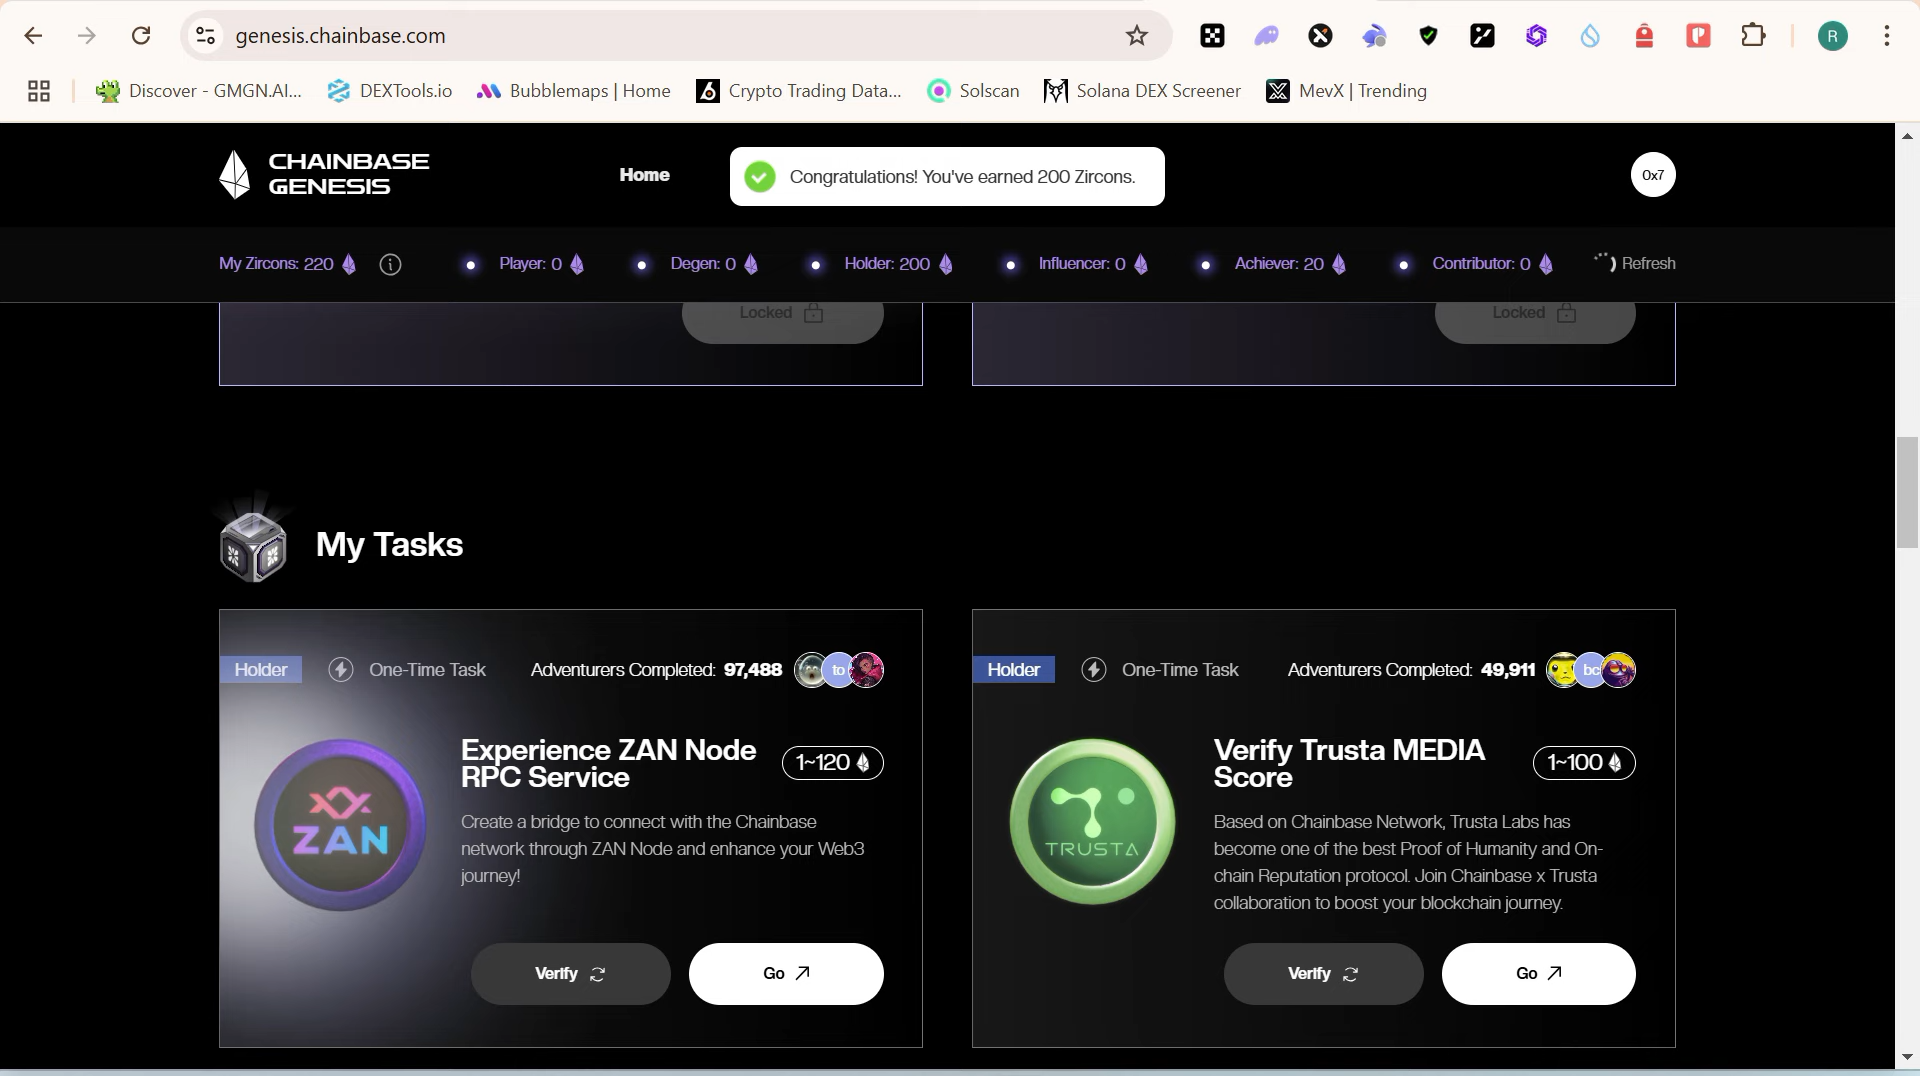 genesis.chainbase.com
R
Discover - GMGN.AI...
DEXTools.io
Bubblemaps | Home
Crypto Trading Data...
Solscan
Solana DEX Screener
MevX | Trending
CHAINBASE
GENESIS
Home
Congratulations! You've earned 200 Zircons.
0x7
My Zircons: 220
Player: 0
Degen: 0
Holder: 200
Influencer: 0
Achiever: 20
Contributor: 0
Refresh
Locked
Locked
My Tasks
Holder
One-Time Task
Adventurers Completed: 97,488
to
Experience ZAN Node
RPC Service
1~120
ZAN
Create a bridge to connect with the Chainbase
network through ZAN Node and enhance your Web3
journey!
Verify
Go
Holder
One-Time Task
Adventurers Completed: 49,911
bc
Verify Trusta MEDIA
Score
1~100
TRUSTA
Based on Chainbase Network, Trusta Labs has
become one of the best Proof of Humanity and On-
chain Reputation protocol. Join Chainbase x Trusta
collaboration to boost your blockchain journey.
Verify
Go